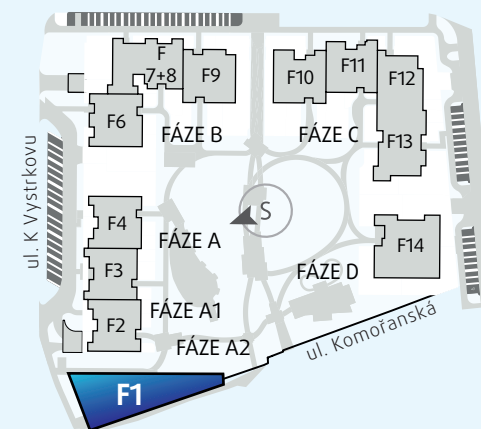 F
7+8
F9
F10
F11
F12
F6
FÁZE B
FÁZE C
F13
ul. K Vystrkovu
S
F4
FÁZE A
F14
F3
FÁZE D
FÁZE A1
F2
FÁZE A2
ul. Komořanská
F1